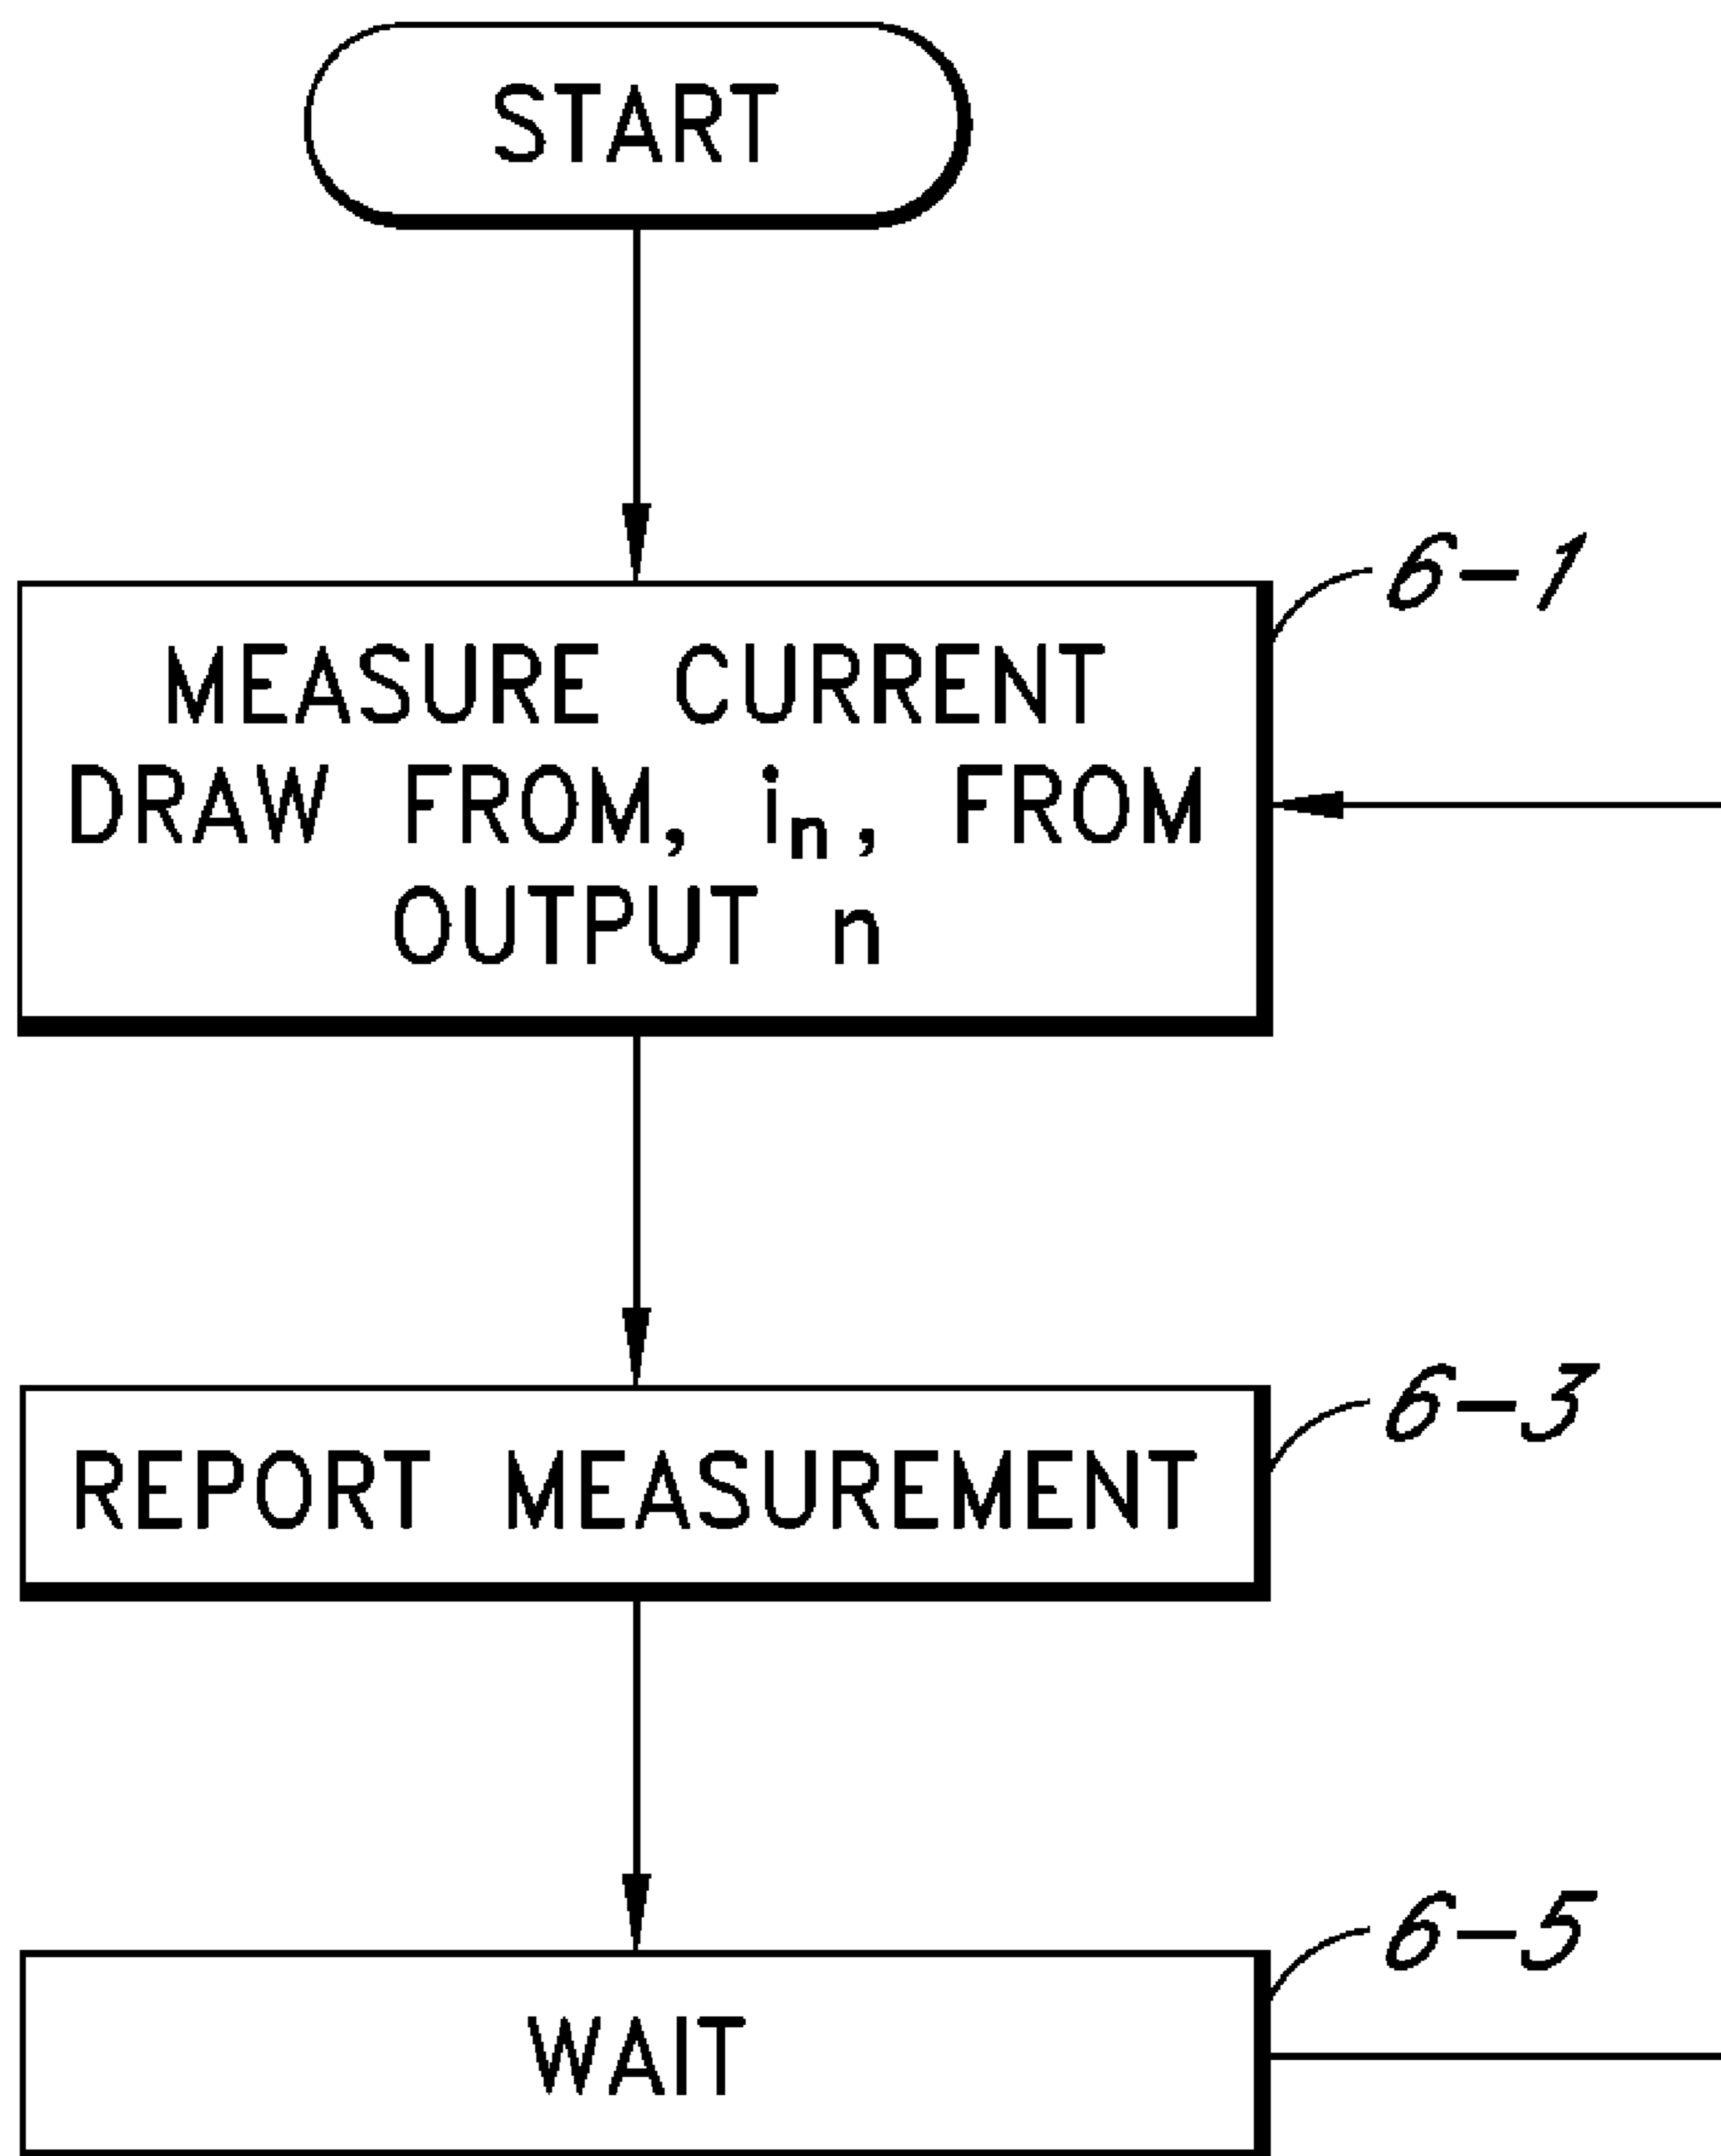 START
6-1
MEASURE CURRENT
DRAW FROM, iₙ, FROM
OUTPUT n
6-3
REPORT MEASUREMENT
6-5
WAIT